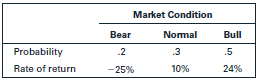 Market Condition
Bear Normal Bull
Probability .2 .3 .5
Rate of return −25% 10% 24%